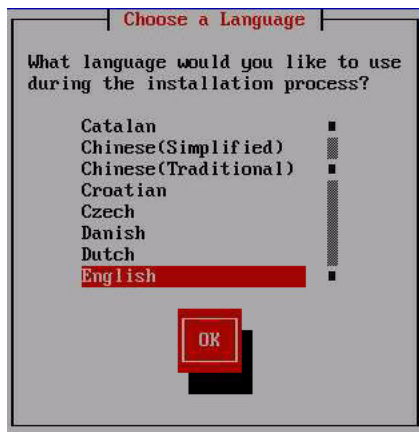 Choose a Language
What language would you like to use
during the installation process?
Catalan
Chinese(Simplified)
Chinese(Traditional)
Croatian
Czech
Danish
Dutch
English
OK